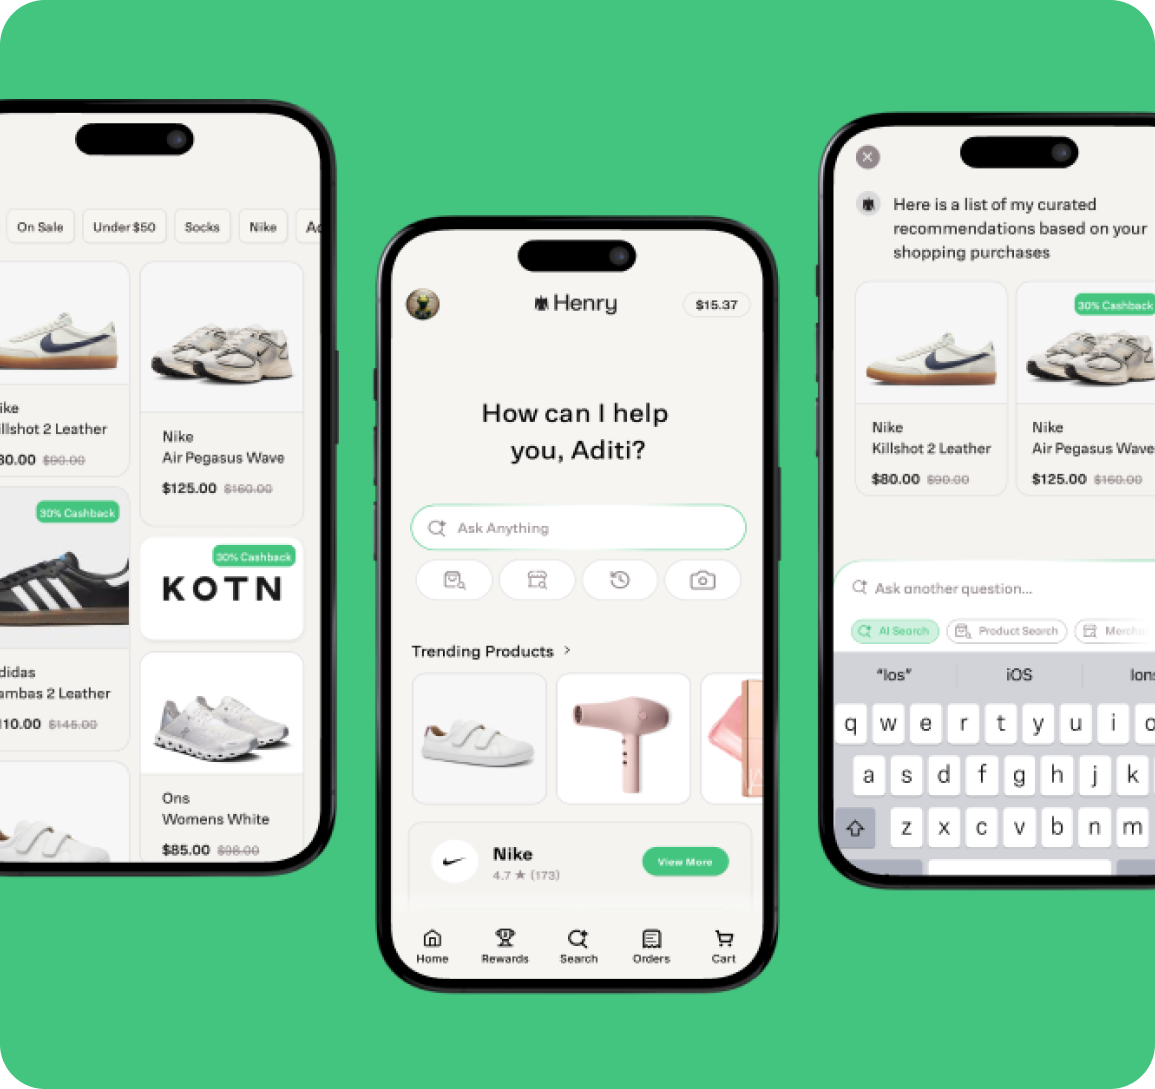 On Sale
Under $50
Socks
Nike
ike
illshot 2 Leather
80.00 $90.00
Nike
Air Pegasus Wave
$125.00 $160.00
30% Cashback
didas
ambas 2 Leather
110.00 $145.00
30% Cashback
KOTN
Ons
Womens White
$85.00 $98.00
Henry
$15.37
How can I help
you, Aditi?
Ask Anything
Trending Products
Nike
4.7 ★ (173)
View More
Home
Rewards
Search
Orders
Cart
Here is a list of my curated
recommendations based on your
shopping purchases
Nike
Killshot 2 Leather
$80.00 $90.00
30% Cashback
Nike
Air Pegasus Wave
$125.00 $160.00
Ask another question...
AI Search
Product Search
Mercha
"Ios"
iOS
Ions
q w e r t y u i o
a s d f g h j k
z x c v b n m